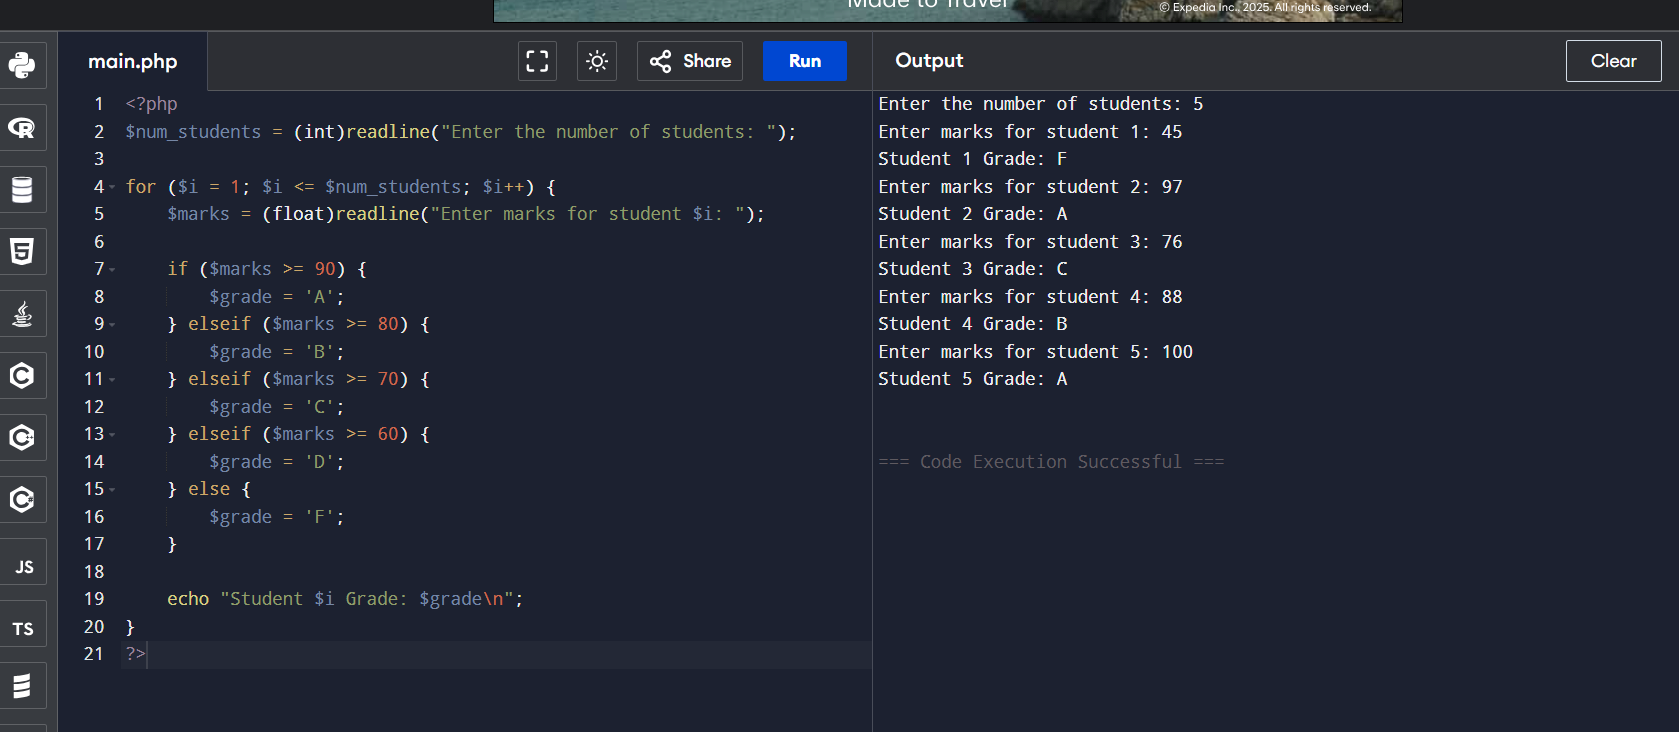 Made to Travel
© Expedia Inc., 2025. All rights reserved.
main.php
Share
Run
Output
Clear
1 <?php
2 $num_students = (int)readline("Enter the number of students: ");
3
4 for ($i = 1; $i <= $num_students; $i++) {
5     $marks = (float)readline("Enter marks for student $i: ");
6
7     if ($marks >= 90) {
8         $grade = 'A';
9     } elseif ($marks >= 80) {
10         $grade = 'B';
11     } elseif ($marks >= 70) {
12         $grade = 'C';
13     } elseif ($marks >= 60) {
14         $grade = 'D';
15     } else {
16         $grade = 'F';
17     }
18
19     echo "Student $i Grade: $grade\n";
20 }
21 ?>
Enter the number of students: 5
Enter marks for student 1: 45
Student 1 Grade: F
Enter marks for student 2: 97
Student 2 Grade: A
Enter marks for student 3: 76
Student 3 Grade: C
Enter marks for student 4: 88
Student 4 Grade: B
Enter marks for student 5: 100
Student 5 Grade: A
=== Code Execution Successful ===
R
5
C
C++
C#
JS
TS